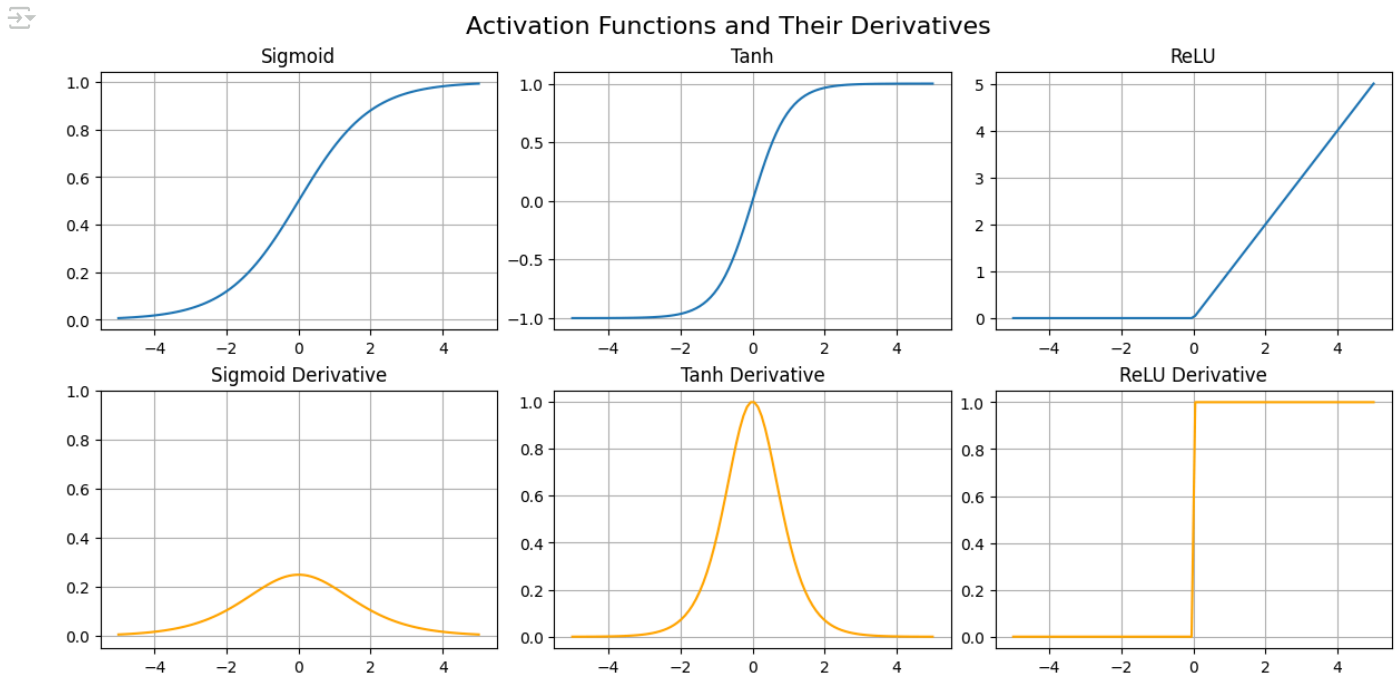 Activation Functions and Their Derivatives
Sigmoid
1.0
0.8
0.6
0.4
0.2
0.0
−4 −2 0 2 4
Tanh
1.0
0.5
0.0
−0.5
−1.0
−4 −2 0 2 4
ReLU
5
4
3
2
1
0
−4 −2 0 2 4
Sigmoid Derivative
1.0
0.8
0.6
0.4
0.2
0.0
−4 −2 0 2 4
Tanh Derivative
1.0
0.8
0.6
0.4
0.2
0.0
−4 −2 0 2 4
ReLU Derivative
1.0
0.8
0.6
0.4
0.2
0.0
−4 −2 0 2 4